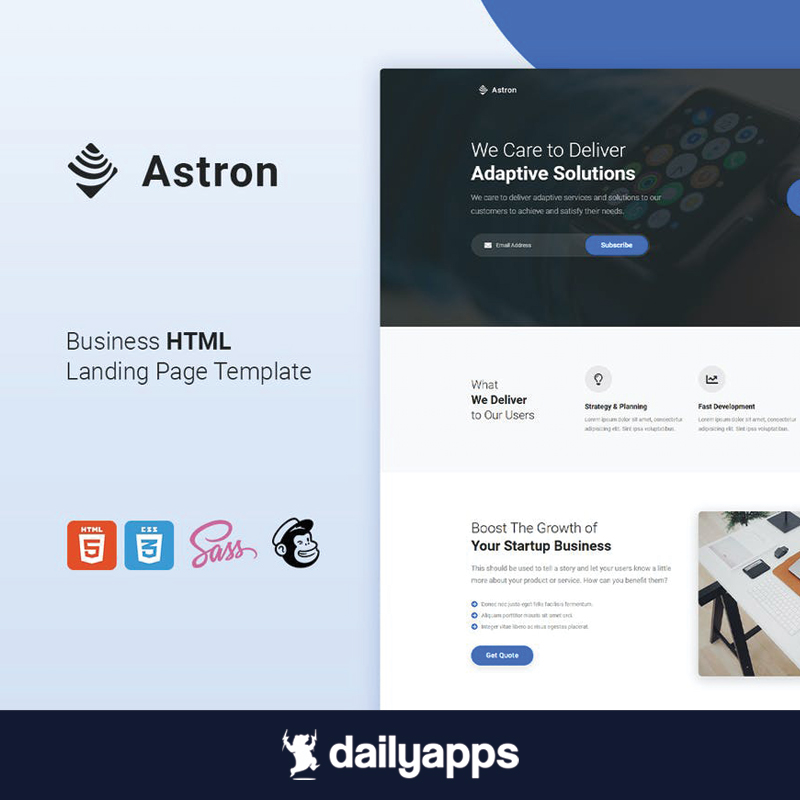 Astron
Business HTML
Landing Page Template
HTML
5
CSS
3
Sass
Astron
We Care to Deliver
Adaptive Solutions
We care to deliver adaptive services and solutions to our
customers to achieve and satisfy their needs.
Email Address
Subscribe
What
We Deliver
to Our Users
Strategy & Planning
Lorem ipsum dolor sit amet, consectetur
adipiscing elit. Sint ipsa voluptatibus.
Fast Development
Lorem ipsum dolor sit amet, consectetur
adipiscing elit. Sint ipsa voluptatibus.
Boost The Growth of
Your Startup Business
This should be used to tell a story and let your users know a little
more about your product or service. How can you benefit them?
Donec nec justo eget felis facilisis fermentum.
Aliquam porttitor mauris sit amet orci.
Integer vitae libero ac risus egestas placerat.
Get Quote
dailyapps